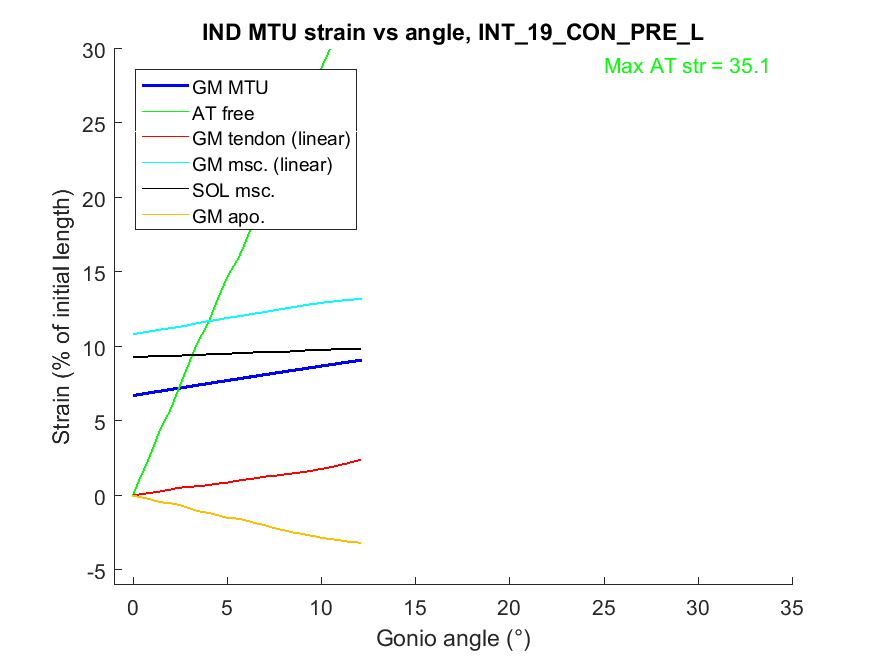 IND MTU strain vs angle, INT_19_CON_PRE_L
Max AT str = 35.1
GM MTU
AT free
GM tendon (linear)
GM msc. (linear)
SOL msc.
GM apo.
Strain (% of initial length)
30
25
20
15
10
5
0
-5
0 5 10 15 20 25 30 35
Gonio angle (°)